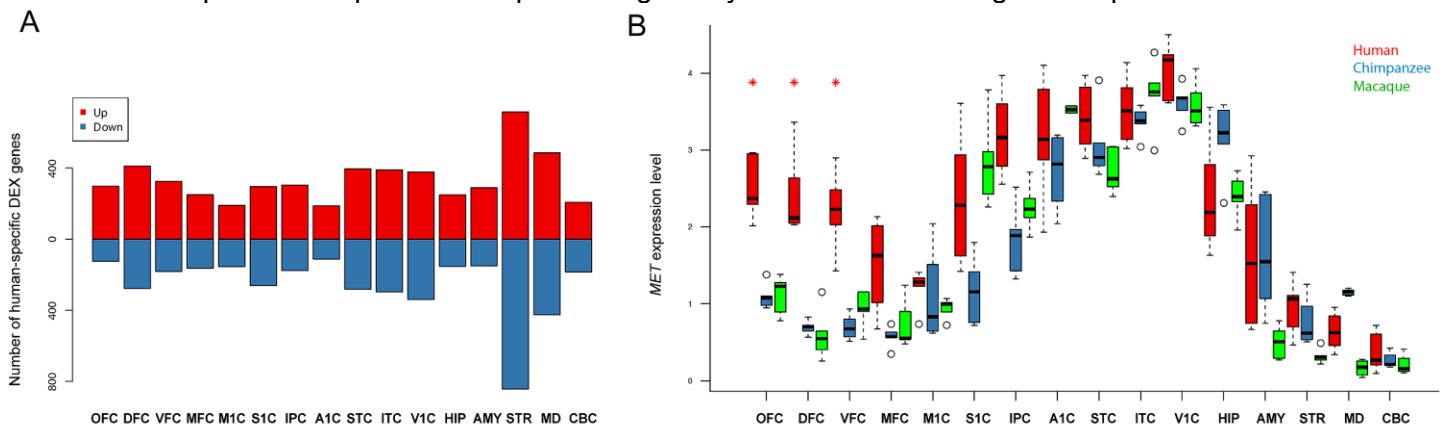 A
B
Up
Down
Number of human-specific DEX genes
400
0
400
800
OFC DFC VFC MFC M1C S1C IPC A1C STC ITC V1C HIP AMY STR MD CBC
Human
Chimpanzee
Macaque
* * *
MET expression level
4
3
2
1
0
OFC DFC VFC MFC M1C S1C IPC A1C STC ITC V1C HIP AMY STR MD CBC